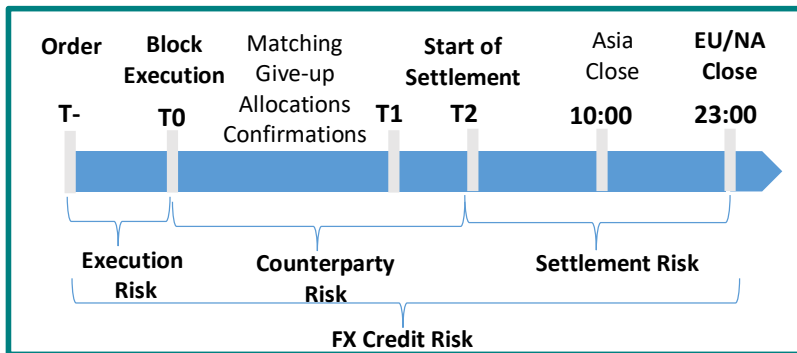 Order
Block
Execution
Matching
Give-up
Allocations
Confirmations
Start of
Settlement
Asia
Close
EU/NA
Close
T-
T0
T1
T2
10:00
23:00
Execution
Risk
Counterparty
Risk
Settlement Risk
FX Credit Risk